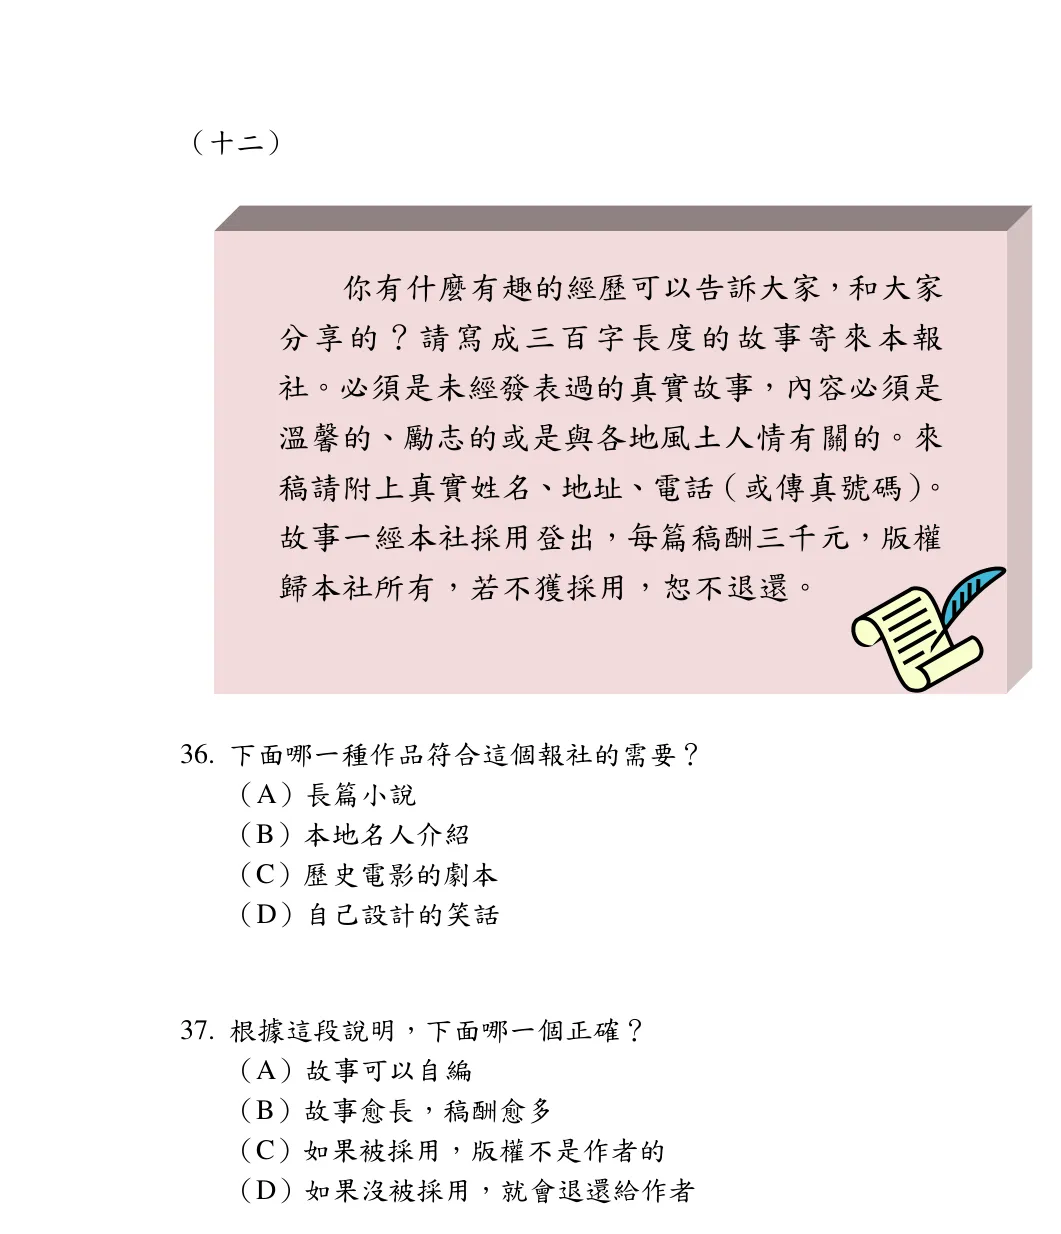 （十二）
你有什麼有趣的經歷可以告訴大家，和大家
分享的？請寫成三百字長度的故事寄來本報
社。必須是未經發表過的真實故事，內容必須是
溫馨的、勵志的或是與各地風土人情有關的。來
稿請附上真實姓名、地址、電話（或傳真號碼）。
故事一經本社採用登出，每篇稿酬三千元，版權
歸本社所有，若不獲採用，恕不退還。
36. 下面哪一種作品符合這個報社的需要？
（A）長篇小說
（B）本地名人介紹
（C）歷史電影的劇本
（D）自己設計的笑話
37. 根據這段說明，下面哪一個正確？
（A）故事可以自編
（B）故事愈長，稿酬愈多
（C）如果被採用，版權不是作者的
（D）如果沒被採用，就會退還給作者